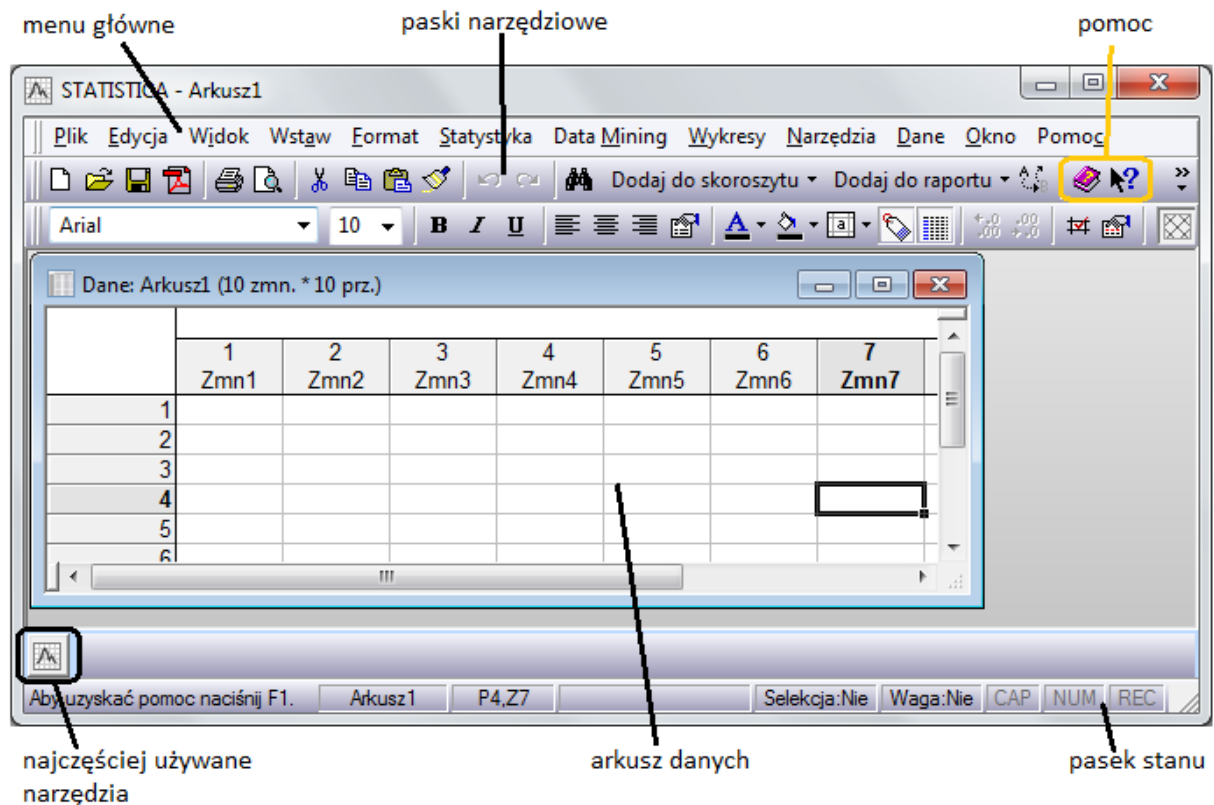 menu główne paski narzędziowe pomoc
STATISTICA - Arkusz1
Plik Edycja Widok Wstaw Format Statystyka Data Mining Wykresy Narzędzia Dane Okno Pomoc
Dodaj do skoroszytu Dodaj do raportu
Arial 10 B I U A a
Dane: Arkusz1 (10 zmn. * 10 prz.)
1 2 3 4 5 6 7
Zmn1 Zmn2 Zmn3 Zmn4 Zmn5 Zmn6 Zmn7
1
2
3
4
5
6
Aby uzyskać pomoc naciśnij F1. Arkusz1 P4,Z7 Selekcja:Nie Waga:Nie CAP NUM REC
najczęściej używane arkusz danych pasek stanu
narzędzia